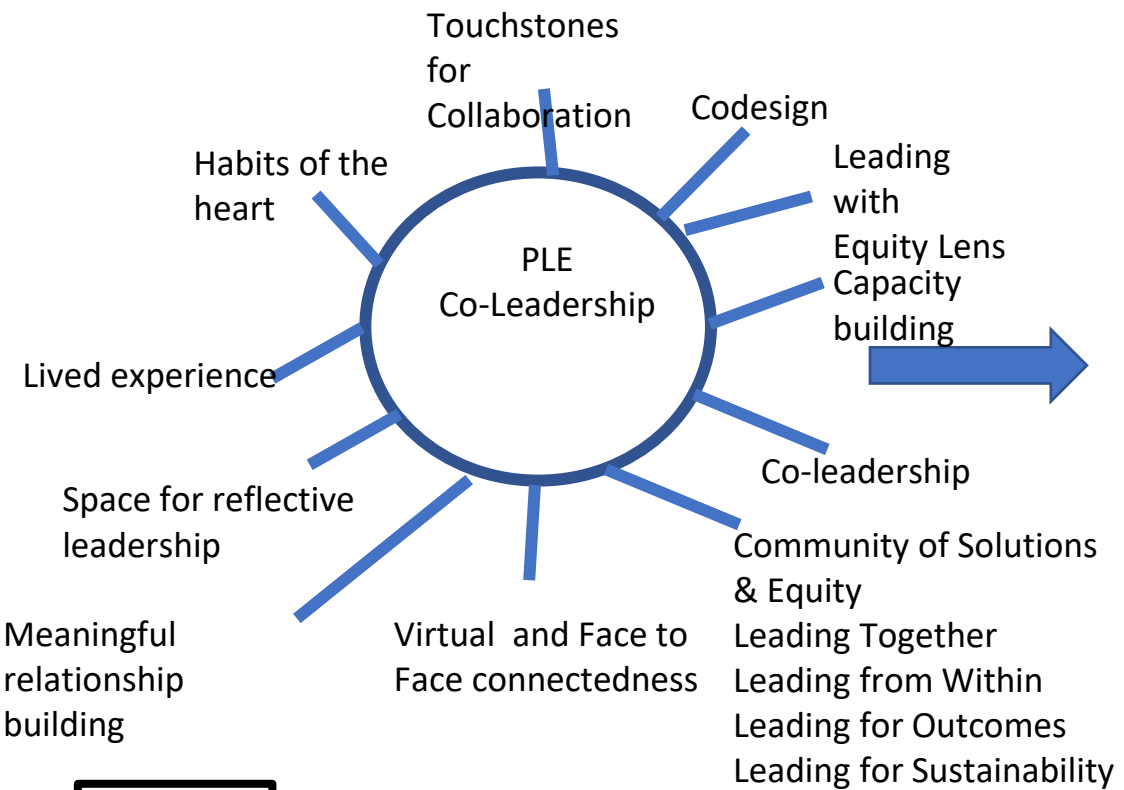 Touchstones
for
Collaboration
Codesign
Habits of the
heart
Leading
with
Equity Lens
PLE
Co-Leadership
Capacity
building
Lived experience
Co-leadership
Space for reflective
leadership
Community of Solutions
& Equity
Leading Together
Leading from Within
Leading for Outcomes
Leading for Sustainability
Virtual  and Face to
Face connectedness
Meaningful
relationship
building